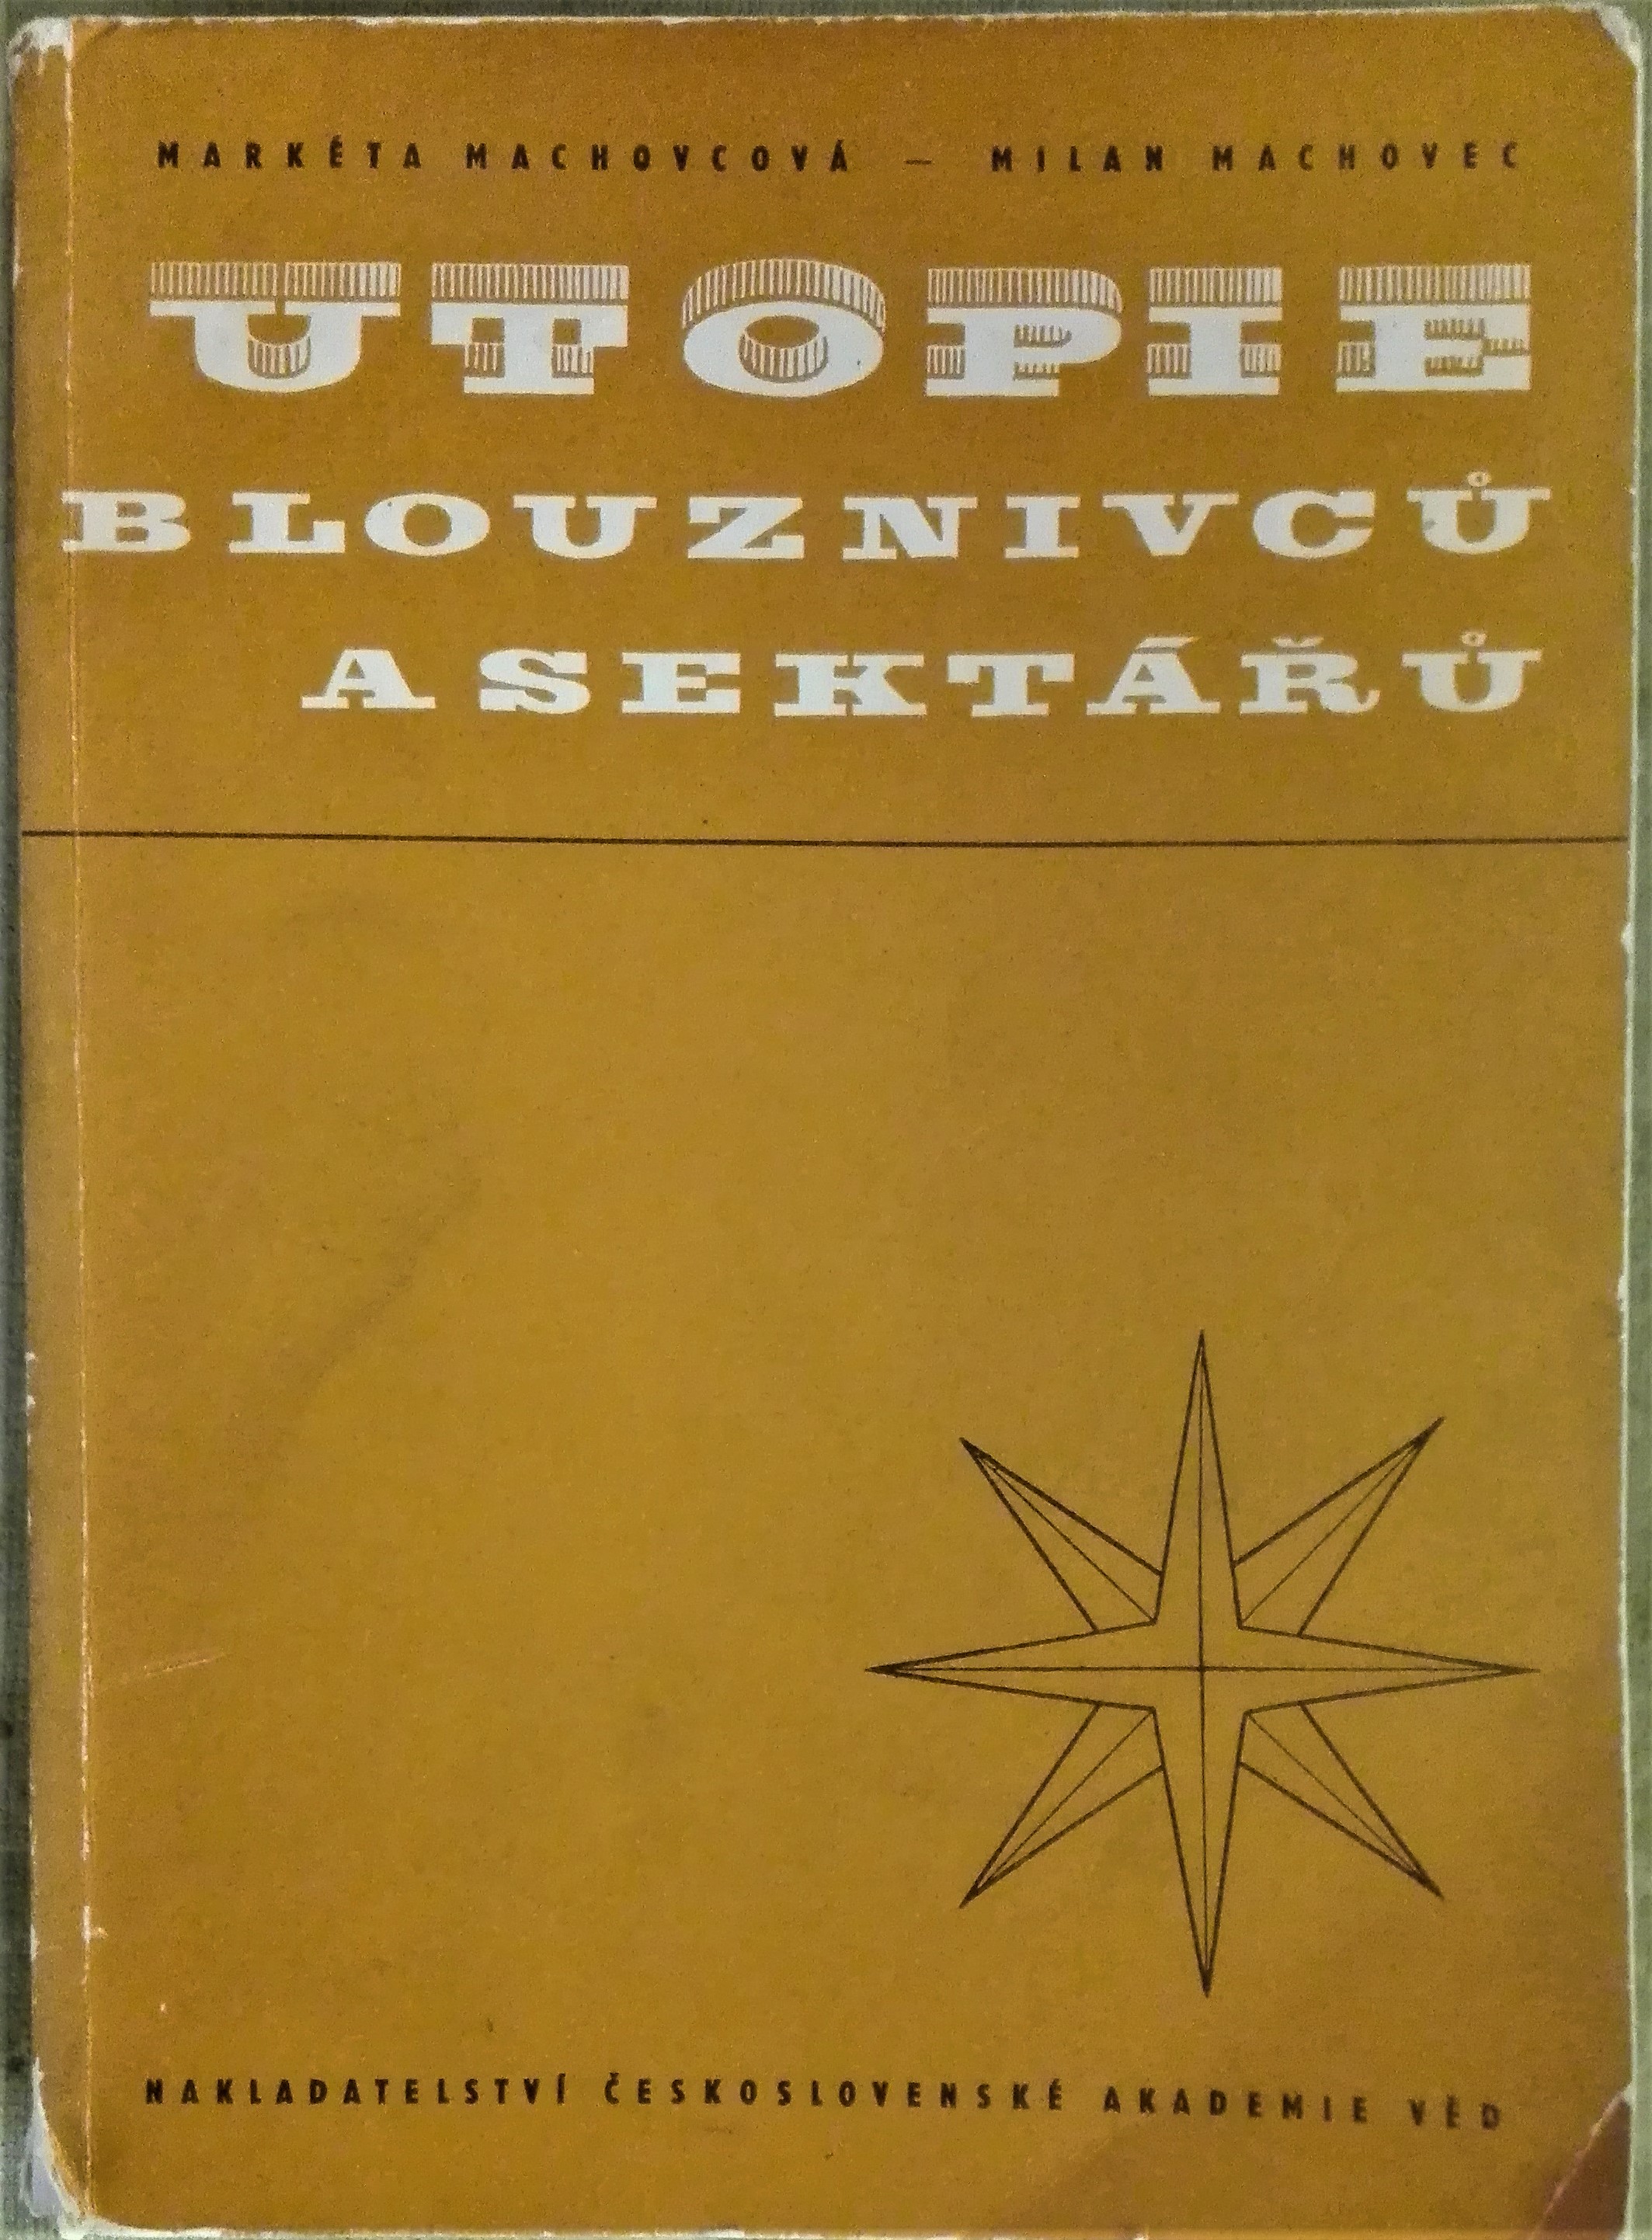 MARKÉTA MACHOVCOVÁ – MILAN MACHOVEC
UTOPIE
BLOUZNIVCŮ
A SEKTÁŘŮ
NAKLADATELSTVÍ ČESKOSLOVENSKÉ AKADEMIE VĚD